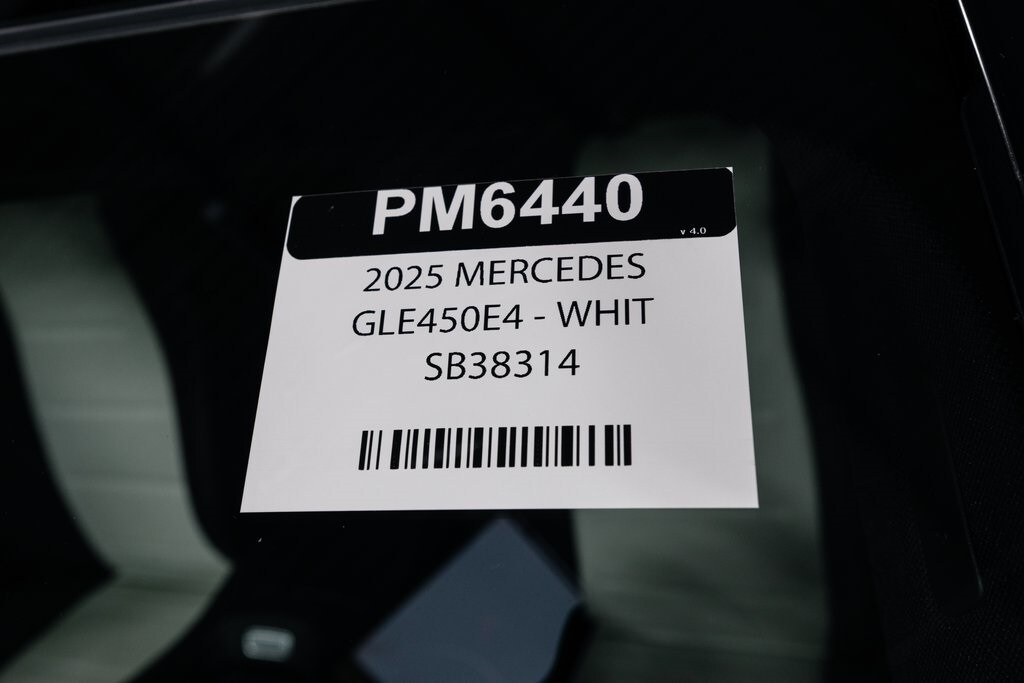 PM6440
v 4.0
2025 MERCEDES
GLE450E4 - WHIT
SB38314